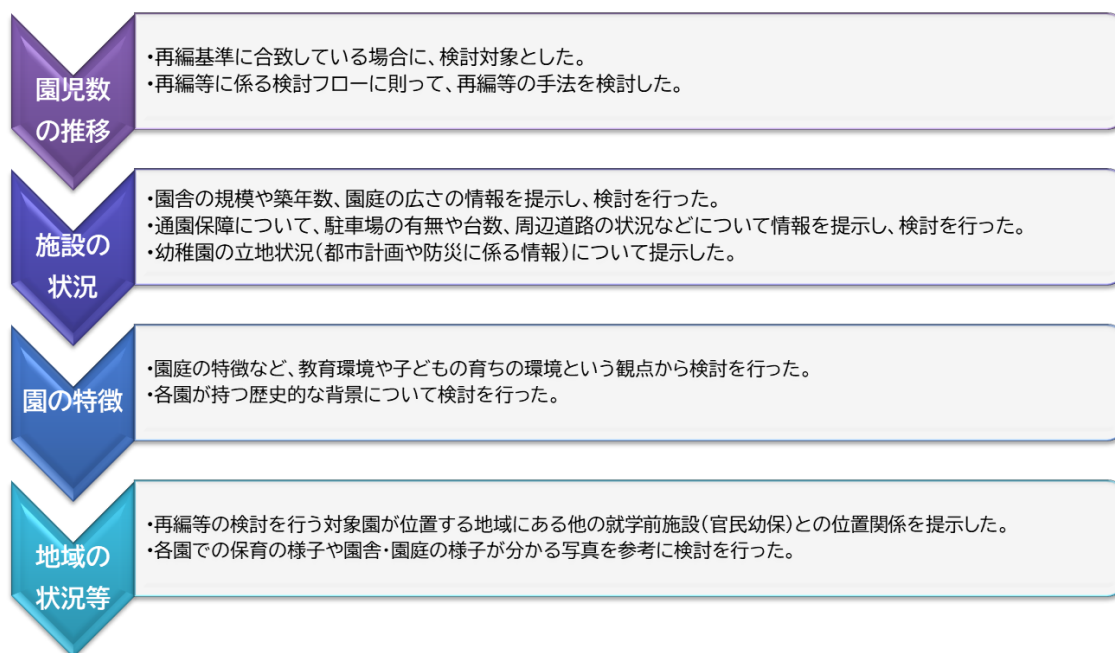 園児数
の推移
・再編基準に合致している場合に、検討対象とした。
・再編等に係る検討フローに則って、再編等の手法を検討した。
施設の
状況
・園舎の規模や築年数、園庭の広さの情報を提示し、検討を行った。
・通園保障について、駐車場の有無や台数、周辺道路の状況などについて情報を提示し、検討を行った。
・幼稚園の立地状況(都市計画や防災に係る情報)について提示した。
園の特徴
・園庭の特徴など、教育環境や子どもの育ちの環境という観点から検討を行った。
・各園が持つ歴史的な背景について検討を行った。
地域の
状況等
・再編等の検討を行う対象園が位置する地域にある他の就学前施設(官民幼保)との位置関係を提示した。
・各園での保育の様子や園舎・園庭の様子が分かる写真を参考に検討を行った。